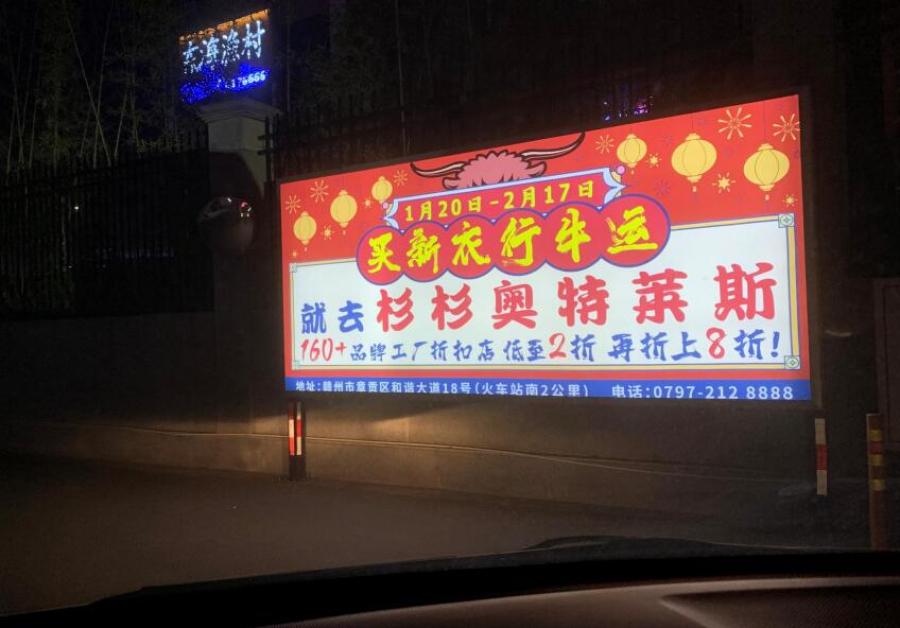 海渔村
1月20日-2月17日
买新衣行牛运
就去杉杉奥特莱斯
160+品牌工厂折扣店 低至2折 再折上8折!
地址:赣州市章贡区和谐大道18号(火车站南2公里) 电话:0797-212 8888